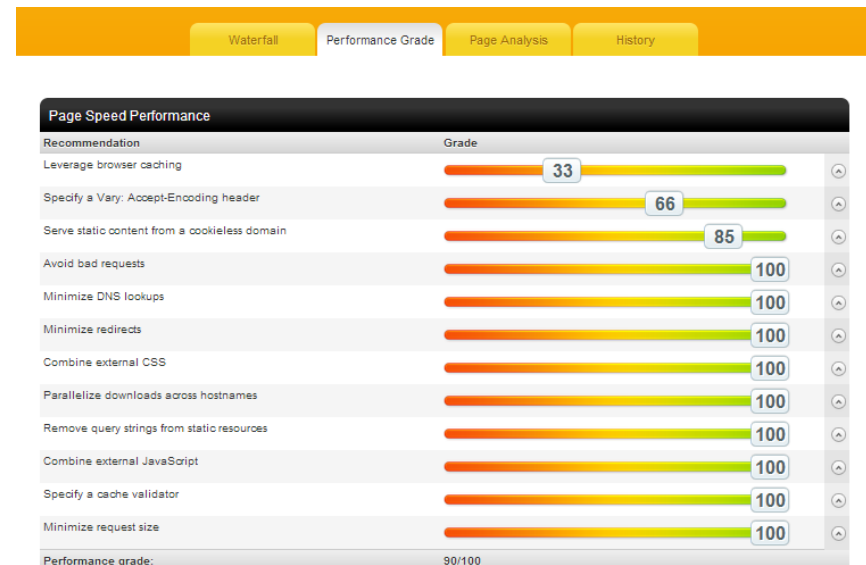 Waterfall Performance Grade Page Analysis History
Page Speed Performance
Recommendation Grade
Leverage browser caching 33
Specify a Vary: Accept-Encoding header 66
Serve static content from a cookieless domain 85
Avoid bad requests 100
Minimize DNS lookups 100
Minimize redirects 100
Combine external CSS 100
Parallelize downloads across hostnames 100
Remove query strings from static resources 100
Combine external JavaScript 100
Specify a cache validator 100
Minimize request size 100
Performance grade: 90/100